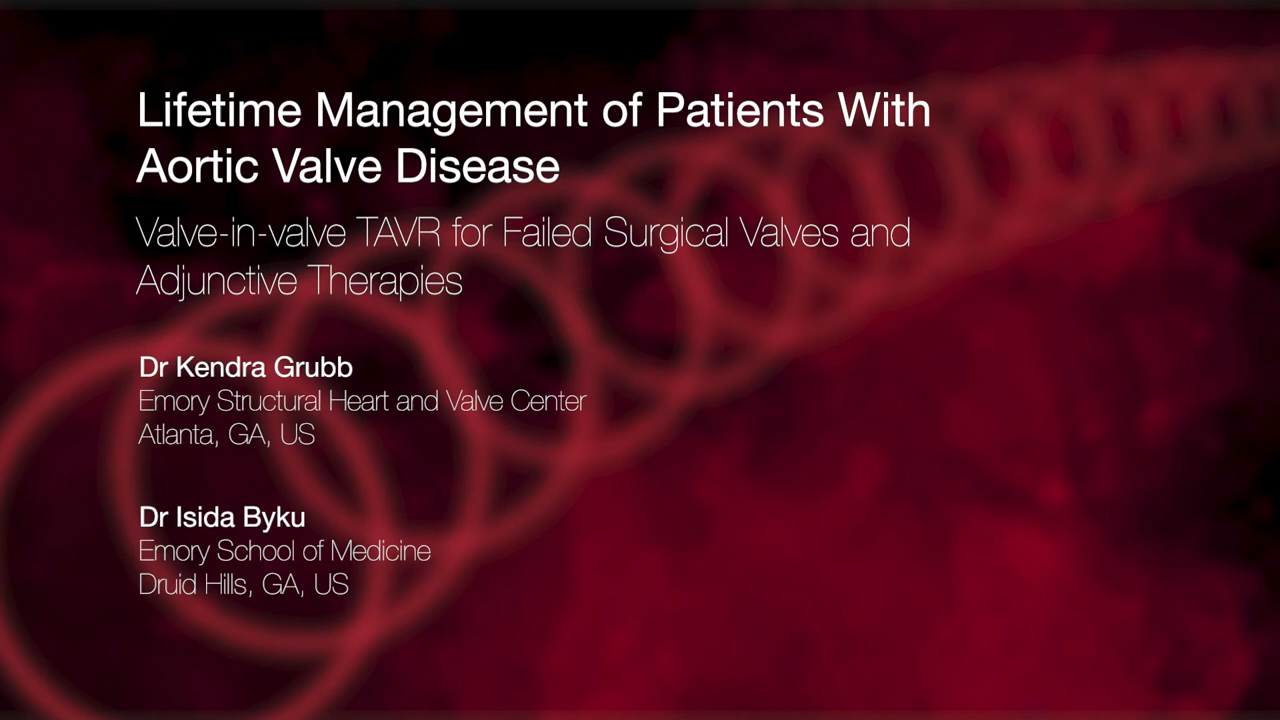 Lifetime Management of Patients With
Aortic Valve Disease
Valve-in-valve TAVR for Failed Surgical Valves and
Adjunctive Therapies
Dr Kendra Grubb
Emory Structural Heart and Valve Center
Atlanta, GA, US
Dr Isida Byku
Emory School of Medicine
Druid Hills, GA, US